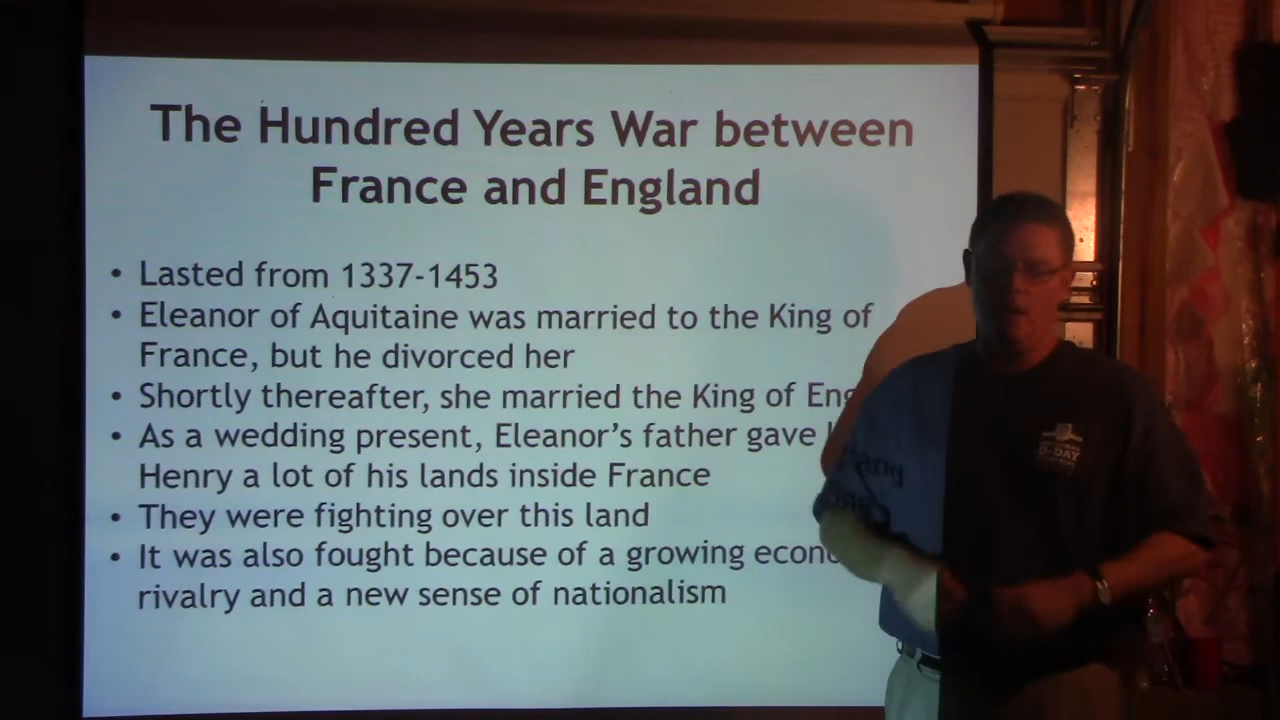 The Hundred Years War between
France and England
• Lasted from 1337-1453
• Eleanor of Aquitaine was married to the King of
France, but he divorced her
• Shortly thereafter, she married the King of Eng
• As a wedding present, Eleanor's father gave
Henry a lot of his lands inside France
• They were fighting over this land
• It was also fought because of a growing econo
rivalry and a new sense of nationalism
D-DAY